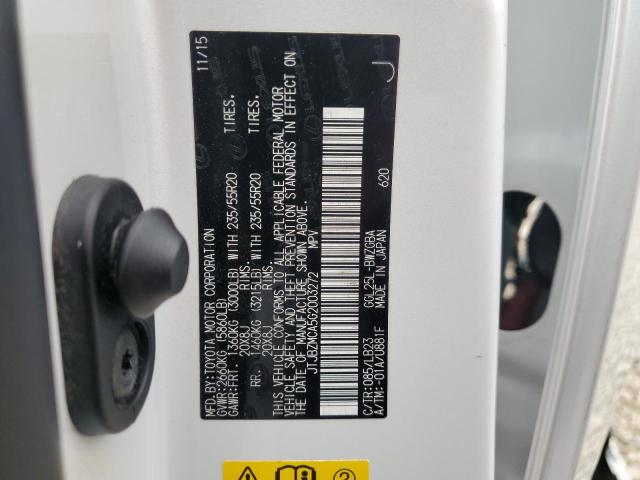 MFD.BY:TOYOTA MOTOR CORPORATION 11/15
GVWR:2660KG (5860LB)
GAWR:FRT. 1360KG (3000LB) WITH 235/55R20 TIRES.
20X8J RIMS.
RR. 1460KG (3215LB) WITH 235/55R20 TIRES.
20X8J RIMS.
THIS VEHICLE CONFORMS TO ALL APPLICABLE FEDERAL MOTOR
VEHICLE SAFETY AND THEFT PREVENTION STANDARDS IN EFFECT ON
THE DATE OF MANUFACTURE SHOWN ABOVE.
JTJBZMCA5G2003272 MPV J
620
C/TR:085/LB23 GGL25L-BWZGBA
A/TM:-01A/U881F MADE IN JAPAN